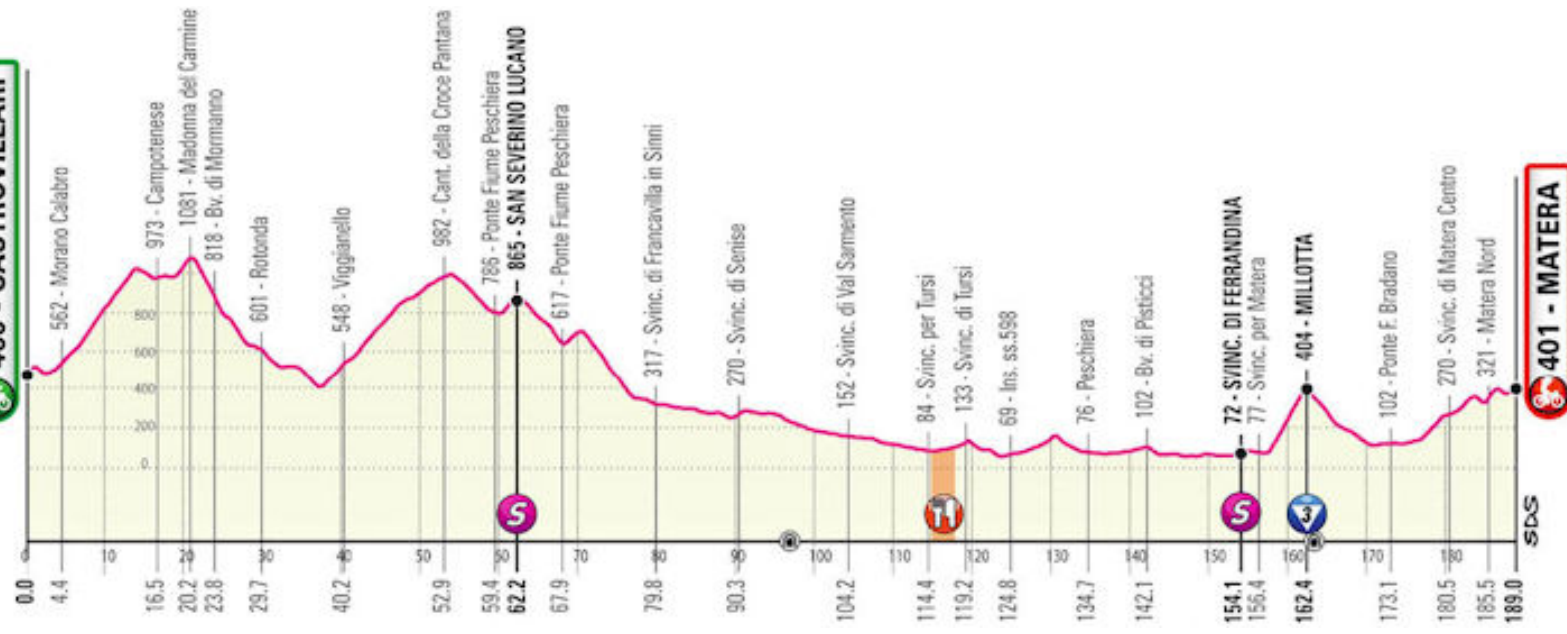 562 - Morano Calabro
973 - Campotenese
1081 - Madonna del Carmine
818 - Bv. di Mormanno
601 - Rotonda
548 - Viggianello
982 - Cant. della Croce Pantana
786 - Ponte Fiume Peschiera
865 - SAN SEVERINO LUCANO
617 - Ponte Fiume Peschiera
317 - Svinc. di Francavilla in Sinni
270 - Svinc. di Senise
152 - Svinc. di Val Sarmento
84 - Svinc. per Tursi
133 - Svinc. di Tursi
69 - Ins. ss.598
76 - Peschiera
102 - Bv. di Pisticci
72 - SVINC. DI FERRANDINA
77 - Svinc. per Matera
404 - MILLOTTA
102 - Ponte F. Bradano
270 - Svinc. di Matera Centro
321 - Matera Nord
401 - MATERA
800
600
400
200
0
S
S
3
SDS
0 10 20 30 40 50 60 70 80 90 100 110 120 130 140 150 160 170 180
0.0 4.4 16.5 20.2 23.8 29.7 40.2 52.9 59.4 62.2 67.9 79.8 90.3 104.2 114.4 119.2 124.8 134.7 142.1 154.1 156.4 162.4 173.1 180.5 185.5 189.0